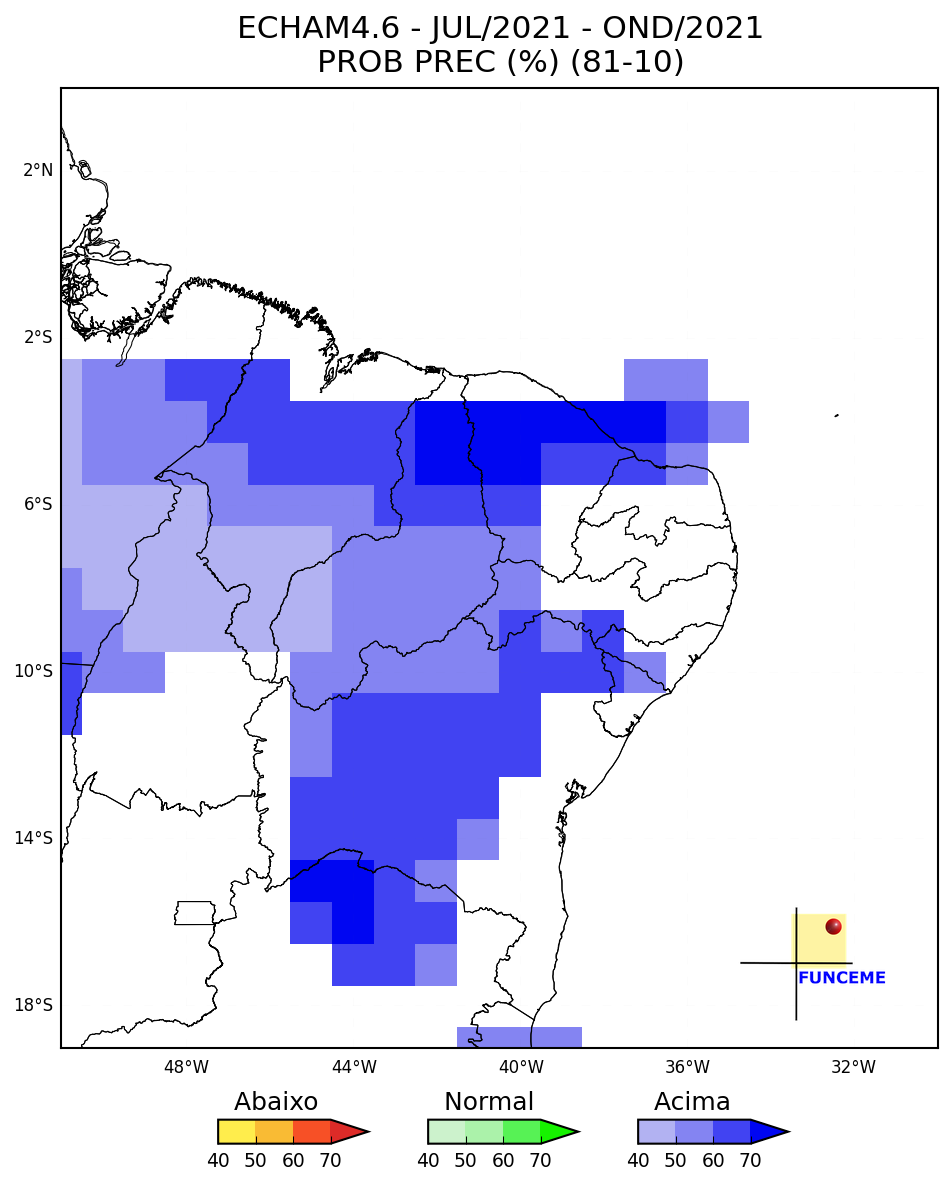 ECHAM4.6 - JUL/2021 - OND/2021
PROB PREC (%) (81-10)
2°N
2°S
6°S
10°S
14°S
18°S
FUNCEME
48°W 44°W 40°W 36°W 32°W
Abaixo Normal Acima
40 50 60 70 40 50 60 70 40 50 60 70